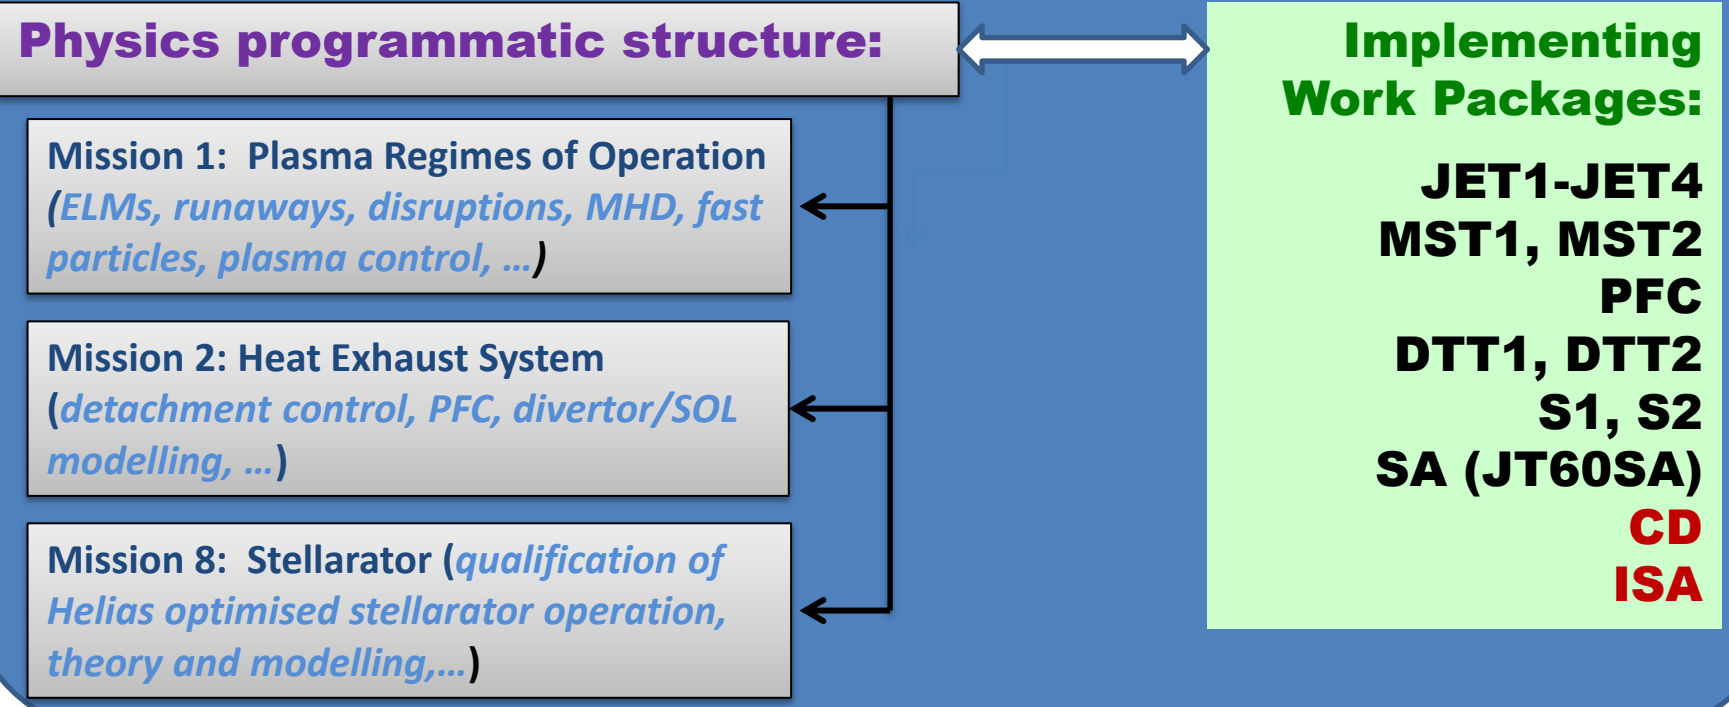 Physics programmatic structure:
Mission 1:  Plasma Regimes of Operation
(ELMs, runaways, disruptions, MHD, fast
particles, plasma control, …)
Mission 2: Heat Exhaust System
(detachment control, PFC, divertor/SOL
modelling, …)
Mission 8:  Stellarator (qualification of
Helias optimised stellarator operation,
theory and modelling,…)
Implementing
Work Packages:
JET1-JET4
MST1, MST2
PFC
DTT1, DTT2
S1, S2
SA (JT60SA)
CD
ISA